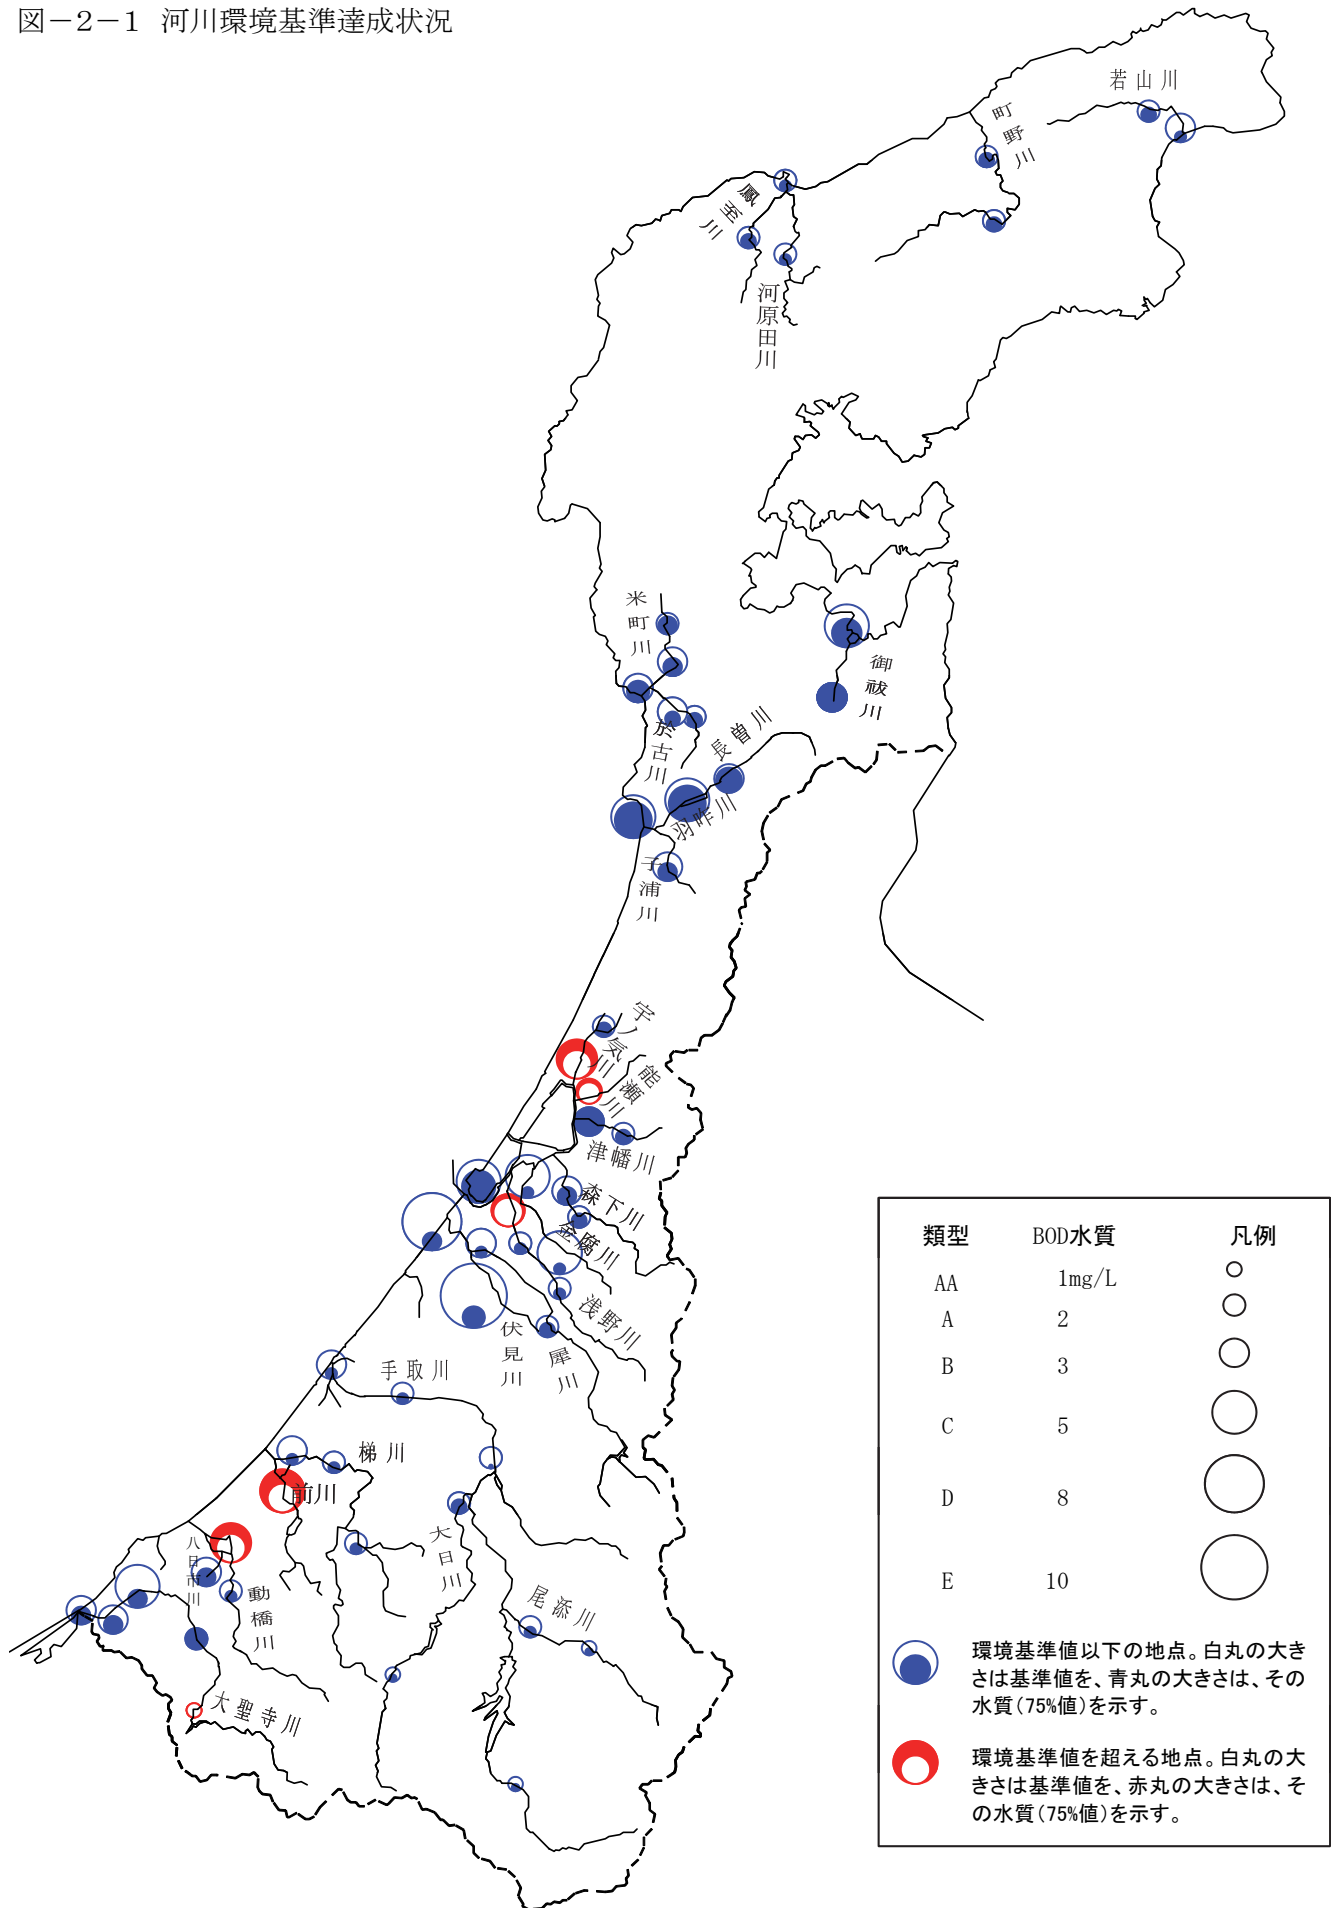 図－2－1 河川環境基準達成状況
若山川
町野川
鳳至川
河原田川
米町川
御祓川
於古川
長曽川
羽咋川
子浦川
宇ノ気川
能瀬川
津幡川
森下川
金腐川
浅野川
犀川
伏見川
手取川
梯川
前川
大日川
八日市川
動橋川
尾添川
大聖寺川
類型 BOD水質 凡例
AA 1mg/L
A 2
B 3
C 5
D 8
E 10
環境基準値以下の地点。白丸の大き
さは基準値を、青丸の大きさは、その
水質(75%値)を示す。
環境基準値を超える地点。白丸の大
きさは基準値を、赤丸の大きさは、そ
の水質(75%値)を示す。